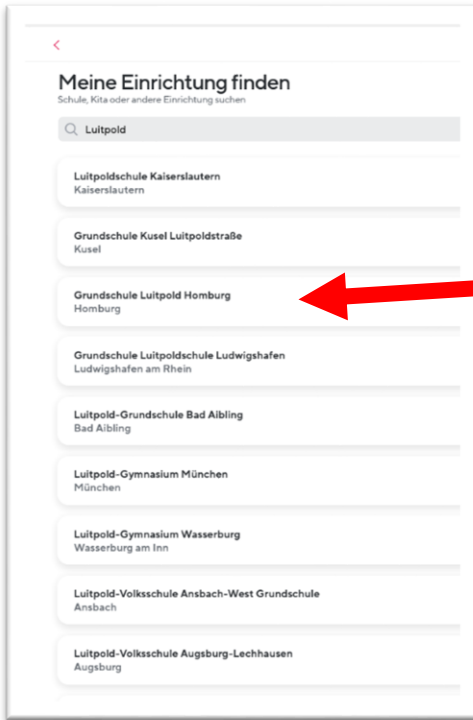 Meine Einrichtung finden
Schule, Kita oder andere Einrichtung suchen
Luitpold
Luitpoldschule Kaiserslautern
Kaiserslautern
Grundschule Kusel Luitpoldstraße
Kusel
Grundschule Luitpold Homburg
Homburg
Grundschule Luitpoldschule Ludwigshafen
Ludwigshafen am Rhein
Luitpold-Grundschule Bad Aibling
Bad Aibling
Luitpold-Gymnasium München
München
Luitpold-Gymnasium Wasserburg
Wasserburg am Inn
Luitpold-Volksschule Ansbach-West Grundschule
Ansbach
Luitpold-Volksschule Augsburg-Lechhausen
Augsburg